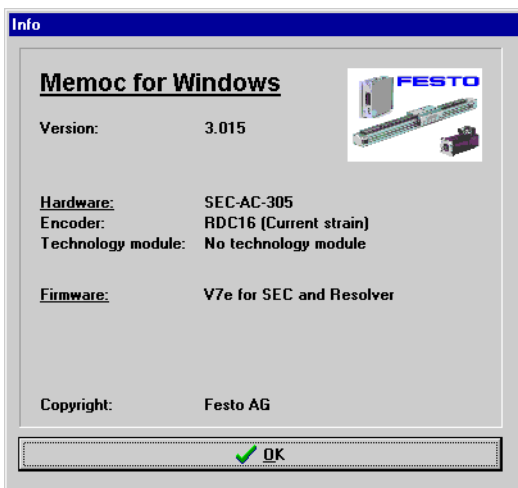 Info
Memoc for Windows
FESTO
Version: 3.015
Hardware: SEC-AC-305
Encoder: RDC16 (Current strain)
Technology module: No technology module
Firmware: V7e for SEC and Resolver
Copyright: Festo AG
OK